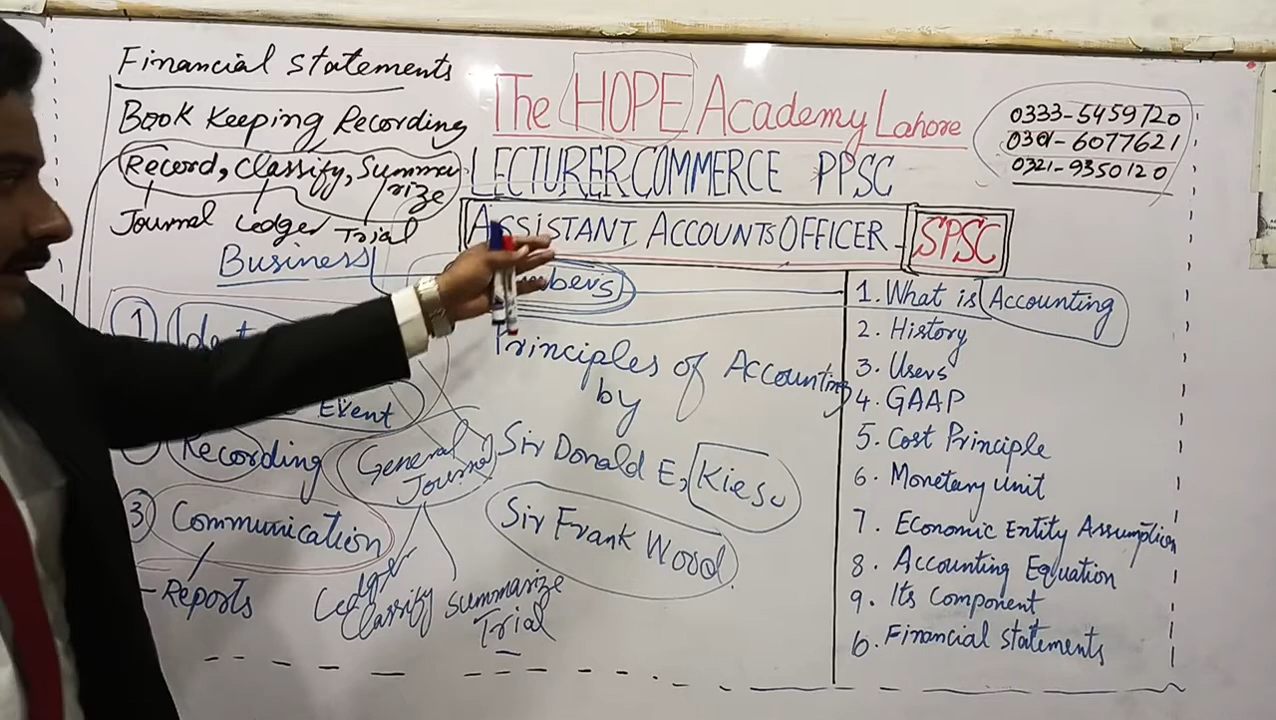 Financial Statements
Book Keeping Recording
Record, Classify, Summarize
Journal Ledger Trial
Business
1
Event
Recording
3 Communication
- Reports
General Journal
Ledger
Classify
Summarize
Trial
The HOPE Academy Lahore
LECTURER COMMERCE PPSC
ASSISTANT ACCOUNTS OFFICER - SPSC
Principles of Accounting
by
Sir Donald E, Kieso
Sir Frank Wood.
0333-5459720
0301-6077621
0321-9350120
1. What is Accounting
2. History
3. Users
4. GAAP
5. Cost Principle
6. Monetary unit
7. Economic Entity Assumption
8. Accounting Equation
9. Its Component
10. Financial Statements